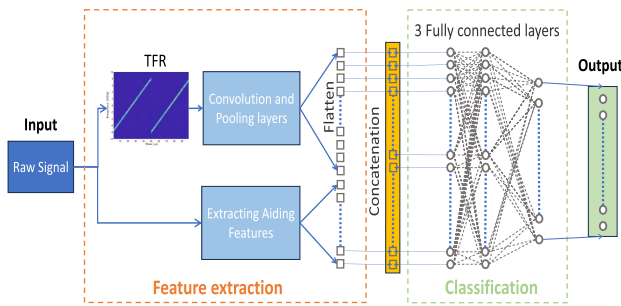 3 Fully connected layers
TFR
Output
Input
Raw Signal
Convolution and
Pooling layers
Flatten
Concatenation
Extracting Aiding
Features
Feature extraction
Classification